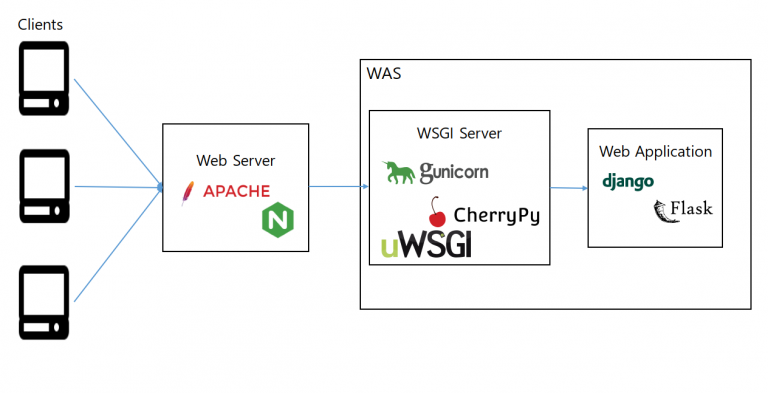 Clients
WAS
Web Server
APACHE
N
WSGI Server
gunicorn
CherryPy
uWSGI
Web Application
django
Flask